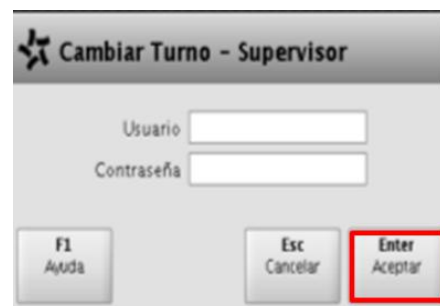 Cambiar Turno - Supervisor
Usuario
Contraseña
F1
Ayuda
Esc
Cancelar
Enter
Aceptar